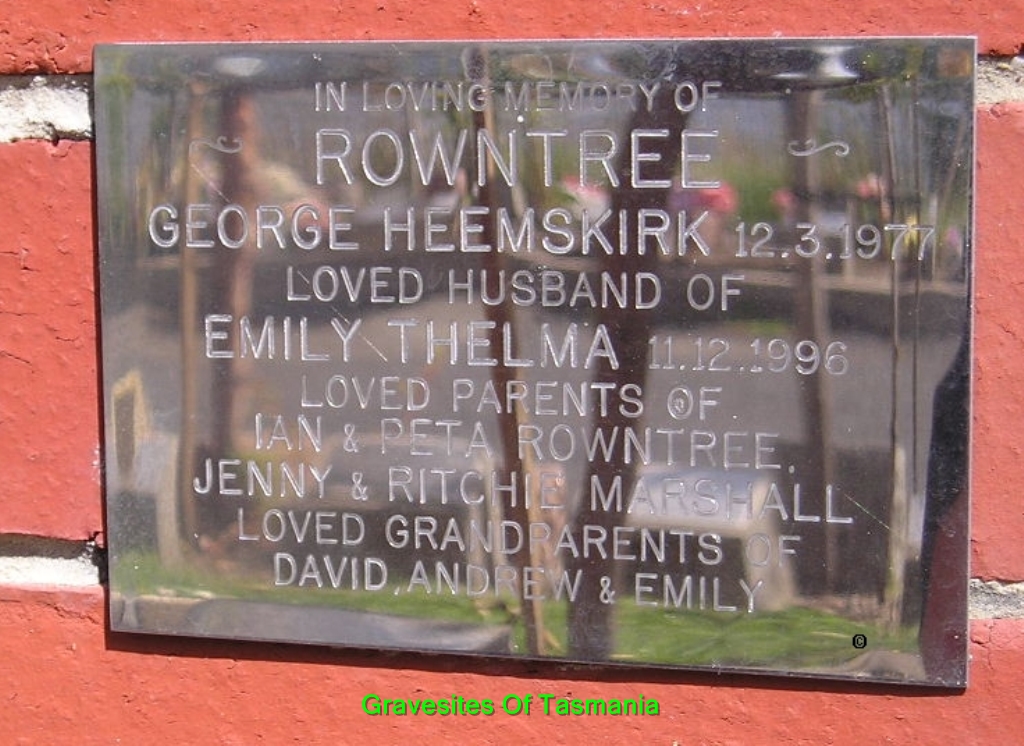 IN LOVING MEMORY OF
ROWNTREE
GEORGE HEEMSKIRK 12.3.1977
LOVED HUSBAND OF
EMILY THELMA 11.12.1996
LOVED PARENTS OF
IAN & PETA ROWNTREE.
JENNY & RITCHIE MARSHALL
LOVED GRANDPARENTS OF
DAVID, ANDREW & EMILY
©
Gravesites Of Tasmania